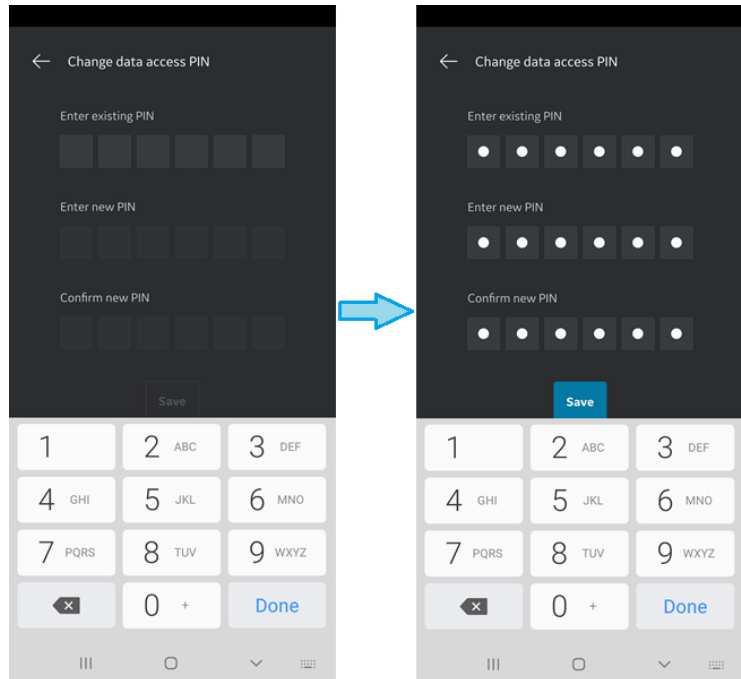 Change data access PIN
Enter existing PIN
Enter new PIN
Confirm new PIN
Save
1
2 ABC
3 DEF
4 GHI
5 JKL
6 MNO
7 PQRS
8 TUV
9 WXYZ
0 +
Done
Change data access PIN
Enter existing PIN
Enter new PIN
Confirm new PIN
Save
1
2 ABC
3 DEF
4 GHI
5 JKL
6 MNO
7 PQRS
8 TUV
9 WXYZ
0 +
Done